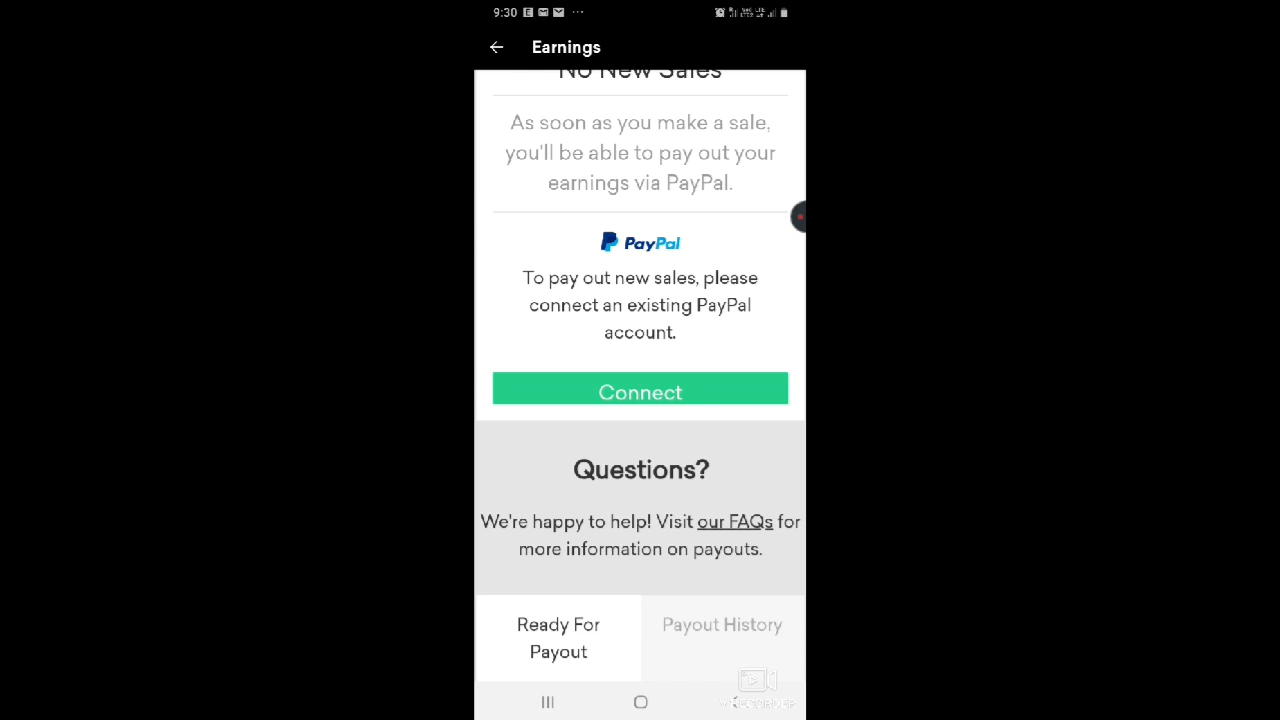 9:30
Earnings
No New Sales
As soon as you make a sale,
you'll be able to pay out your
earnings via PayPal.
PayPal
To pay out new sales, please
connect an existing PayPal
account.
Connect
Questions?
We're happy to help! Visit our FAQs for
more information on payouts.
Ready For
Payout
Payout History